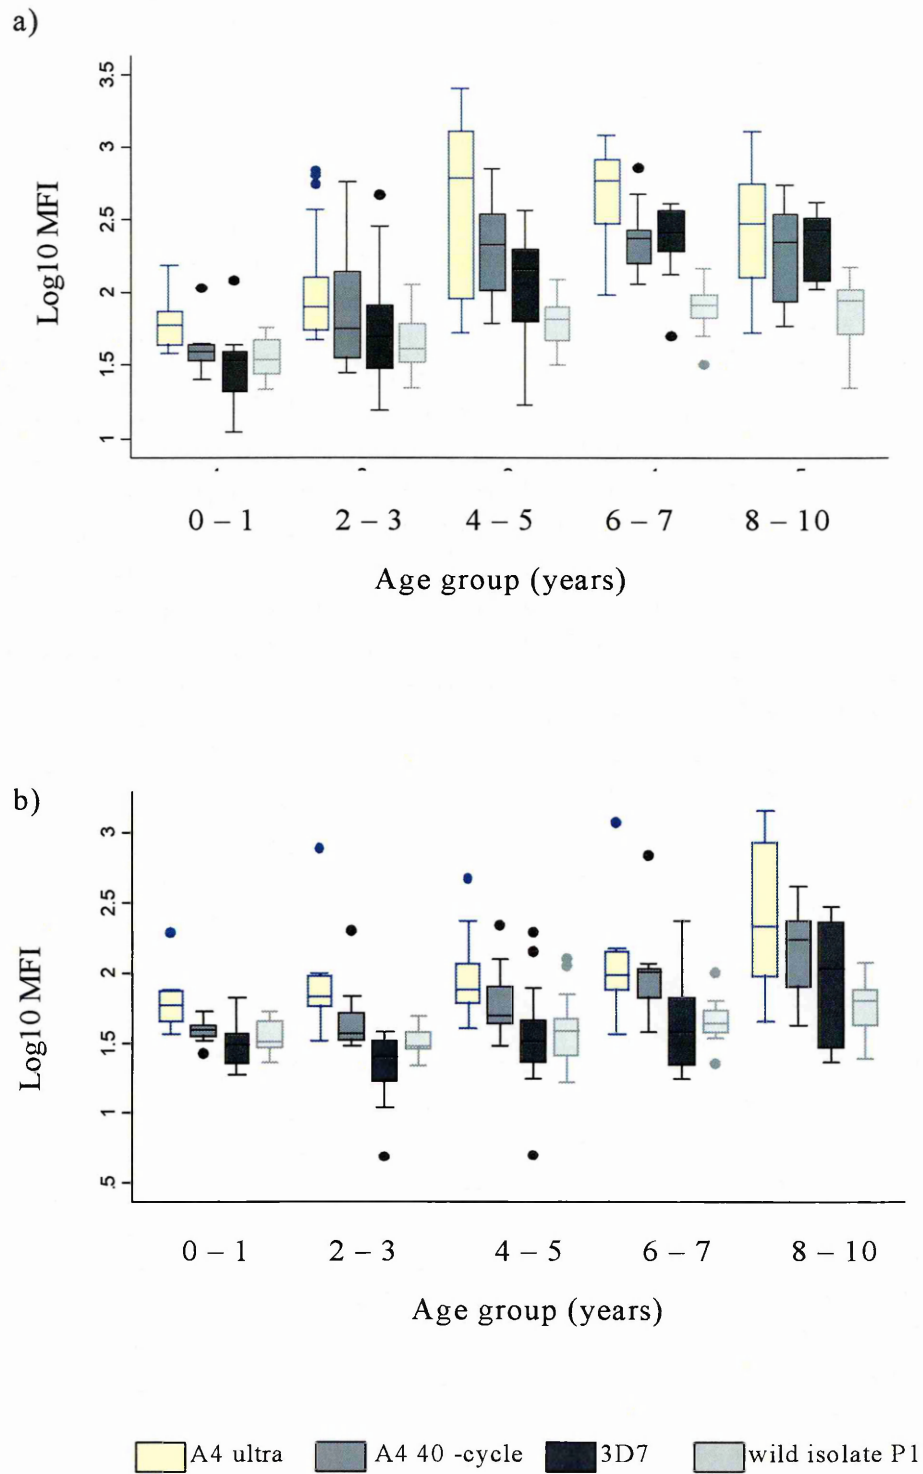 a)
3.5
3
2.5
2
1.5
1
Log10 MFI
0 – 1 2 – 3 4 – 5 6 – 7 8 – 10
Age group (years)
b)
3
2.5
2
1.5
1
.5
Log10 MFI
0 – 1 2 – 3 4 – 5 6 – 7 8 – 10
Age group (years)
A4 ultra A4 40 -cycle 3D7 wild isolate P1